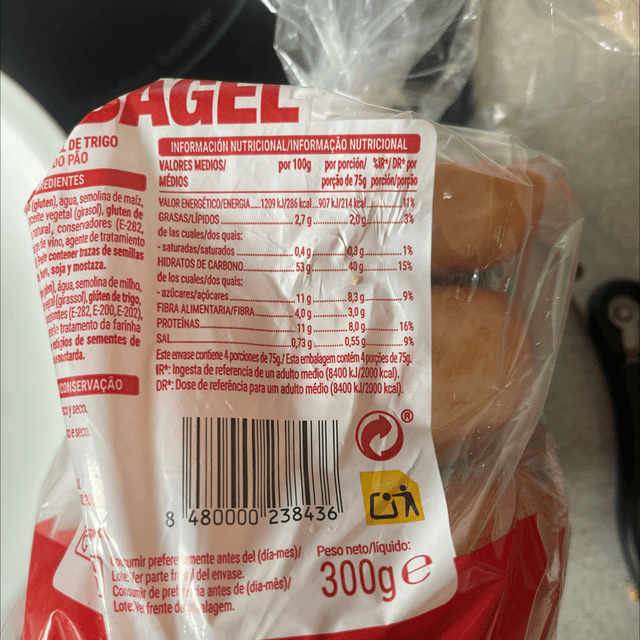 BAGEL
DE TRIGO
DO PÃO
INFORMACIÓN NUTRICIONAL/INFORMAÇÃO NUTRICIONAL
VALORES MEDIOS/ por 100g por porción/ %IR*/DR* por
MÉDIOS porção de 75g porción/porção
VALOR ENERGÉTICO/ENERGIA....1209 kJ/286 kcal...907 kJ/214 kcal......11%
GRASAS/LÍPIDOS......2,7 g......2,0 g......3%
de las cuales/dos quais:
- saturadas/saturados......0,4 g......0,3 g......1%
HIDRATOS DE CARBONO......53 g......40 g......15%
de los cuales/dos quais:
- azúcares/açúcares......11 g......8,3 g......9%
FIBRA ALIMENTARIA/FIBRA......4,0 g......3,0 g
PROTEÍNAS......11 g......8,0 g......16%
SAL......0,73 g......0,55 g......9%
Este envase contiene 4 porciones de 75g./ Esta embalagem contém 4 porções de 75g.
IR*: Ingesta de referencia de un adulto medio (8400 kJ/2000 kcal).
DR*: Dose de referência para um adulto médio (8400 kJ/2000 kcal).
(gluten), agua, semolina de maíz,
aceite vegetal (girasol), gluten de
natural, conservadores (E-282,
de vino, agente de tratamiento
contener trazas de semillas
soja y mostaza.
água, semolina de milho,
(girassol), glúten de trigo,
(E-282, E-200, E-202),
tratamento da farinha
de sementes de
mostarda.
CONSERVAÇÃO
y seco.
e seco.
8 480000 238436
®
Consumir preferentemente antes del (día-mes)/
Lote: Ver parte frontal del envase.
Consumir de preferência antes de (dia-mês)/
Lote: Ver frente da embalagem.
Peso neto/líquido:
300g e